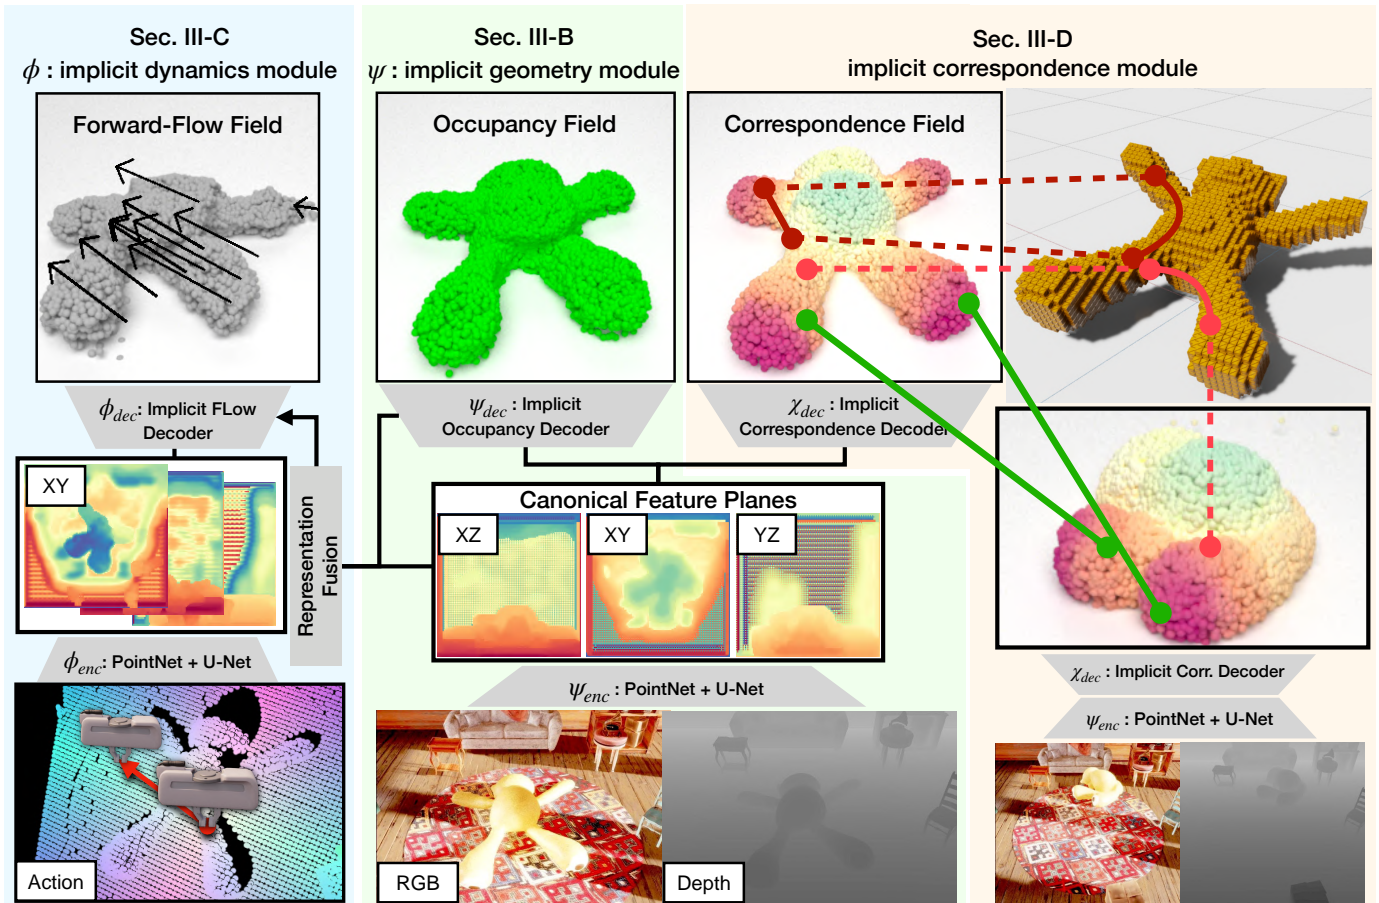 Sec. III-C
ϕ : implicit dynamics module
Forward-Flow Field
ϕdec: Implicit FLow
Decoder
XY
Representation
Fusion
ϕenc: PointNet + U-Net
Action
Sec. III-B
ψ : implicit geometry module
Occupancy Field
ψdec : Implicit
Occupancy Decoder
Canonical Feature Planes
XZ
XY
YZ
ψenc : PointNet + U-Net
RGB
Depth
Sec. III-D
implicit correspondence module
Correspondence Field
χdec : Implicit
Correspondence Decoder
χdec : Implicit Corr. Decoder
ψenc : PointNet + U-Net